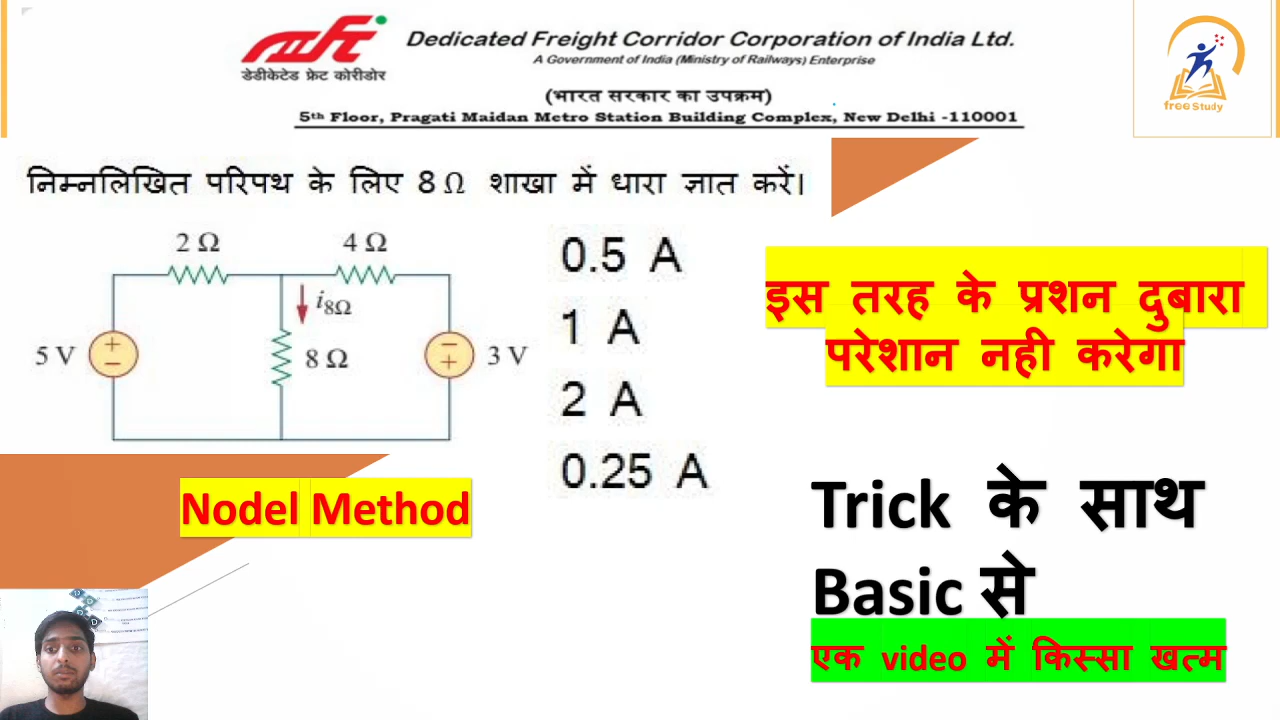 Dedicated Freight Corridor Corporation of India Ltd.
A Government of India (Ministry of Railways) Enterprise
डेडीकेटेड फ्रेट कोरीडोर
(भारत सरकार का उपक्रम)
5th Floor, Pragati Maidan Metro Station Building Complex, New Delhi -110001
free Study
निम्नलिखित परिपथ के लिए 8 Ω शाखा में धारा ज्ञात करें।
2 Ω
4 Ω
i8Ω
5 V
+
−
8 Ω
−
+
3 V
0.5 A
1 A
2 A
0.25 A
इस तरह के प्रशन दुबारा
परेशान नही करेगा
Nodel Method
Trick के साथ
Basic से
एक video में किस्सा खत्म